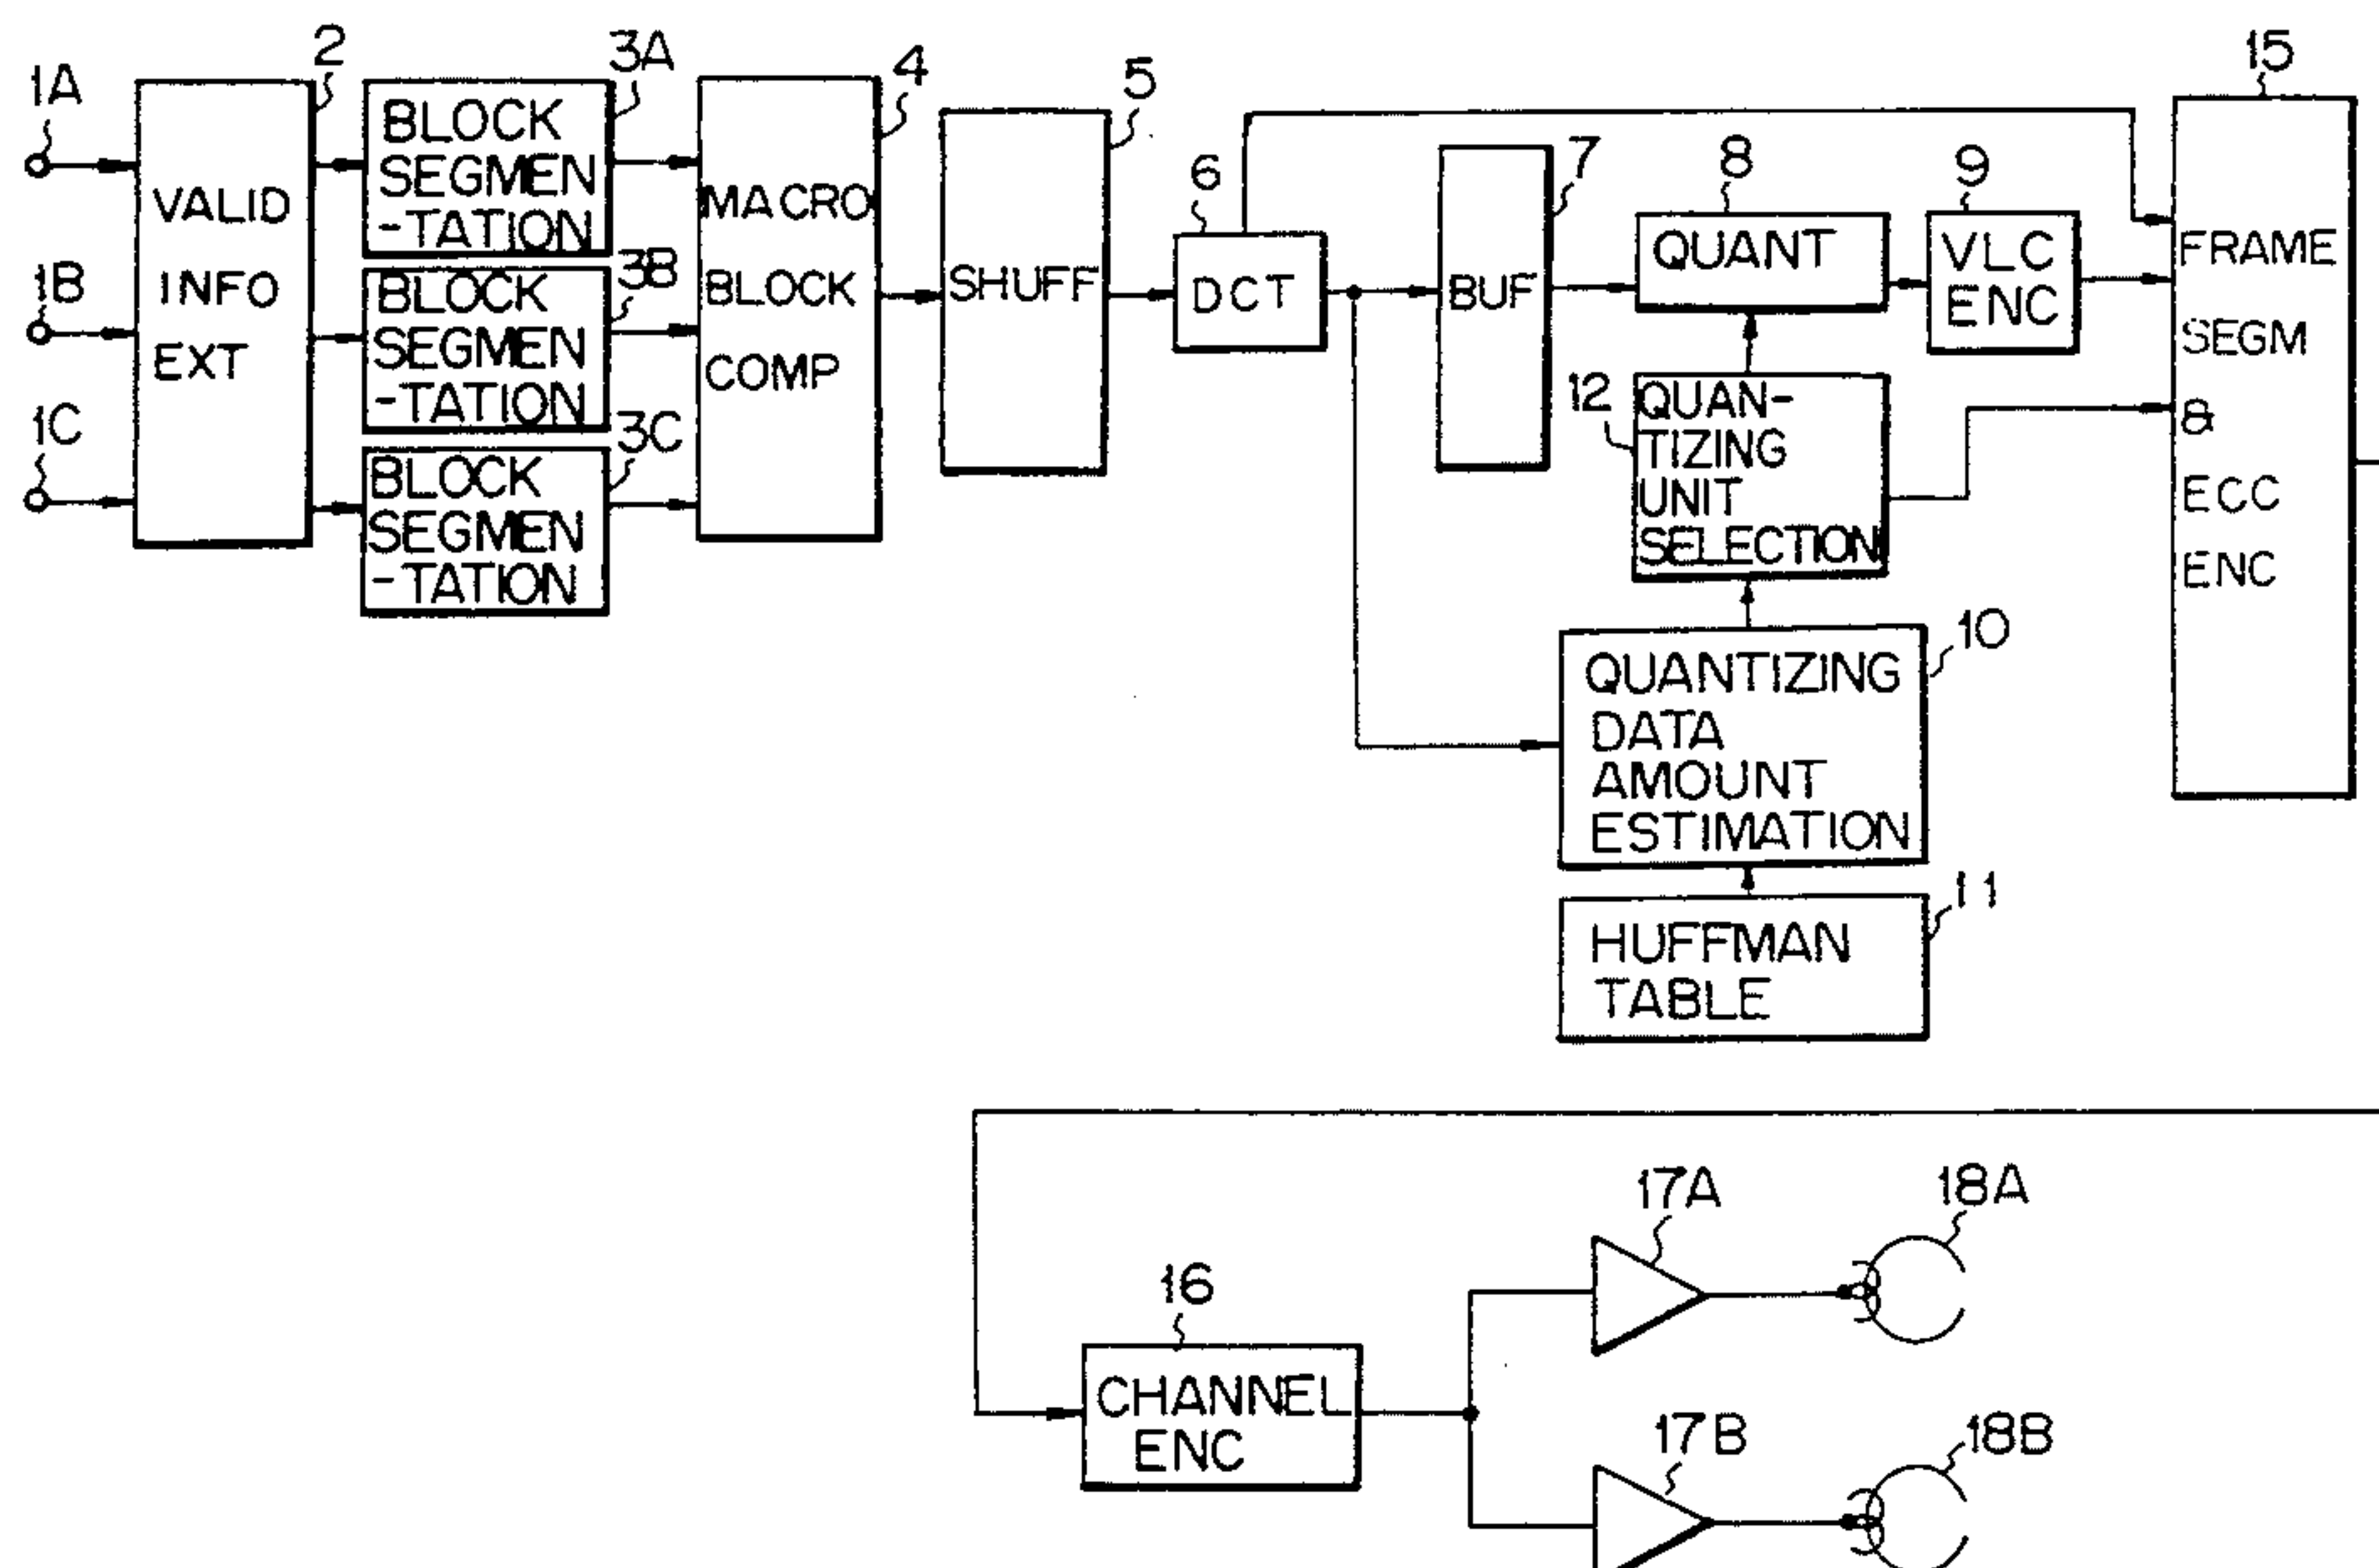 1A
1B
1C
2
VALID
INFO
EXT
3A
BLOCK
SEGMEN
-TATION
3B
BLOCK
SEGMEN
-TATION
3C
BLOCK
SEGMEN
-TATION
4
MACRO
BLOCK
COMP
5
SHUFF
6
DCT
7
BUF
8
QUANT
9
VLC
ENC
12
QUAN-
TIZING
UNIT
SELECTION
10
QUANTIZING
DATA
AMOUNT
ESTIMATION
11
HUFFMAN
TABLE
15
FRAME
SEGM
&
ECC
ENC
16
CHANNEL
ENC
17A
18A
17B
18B